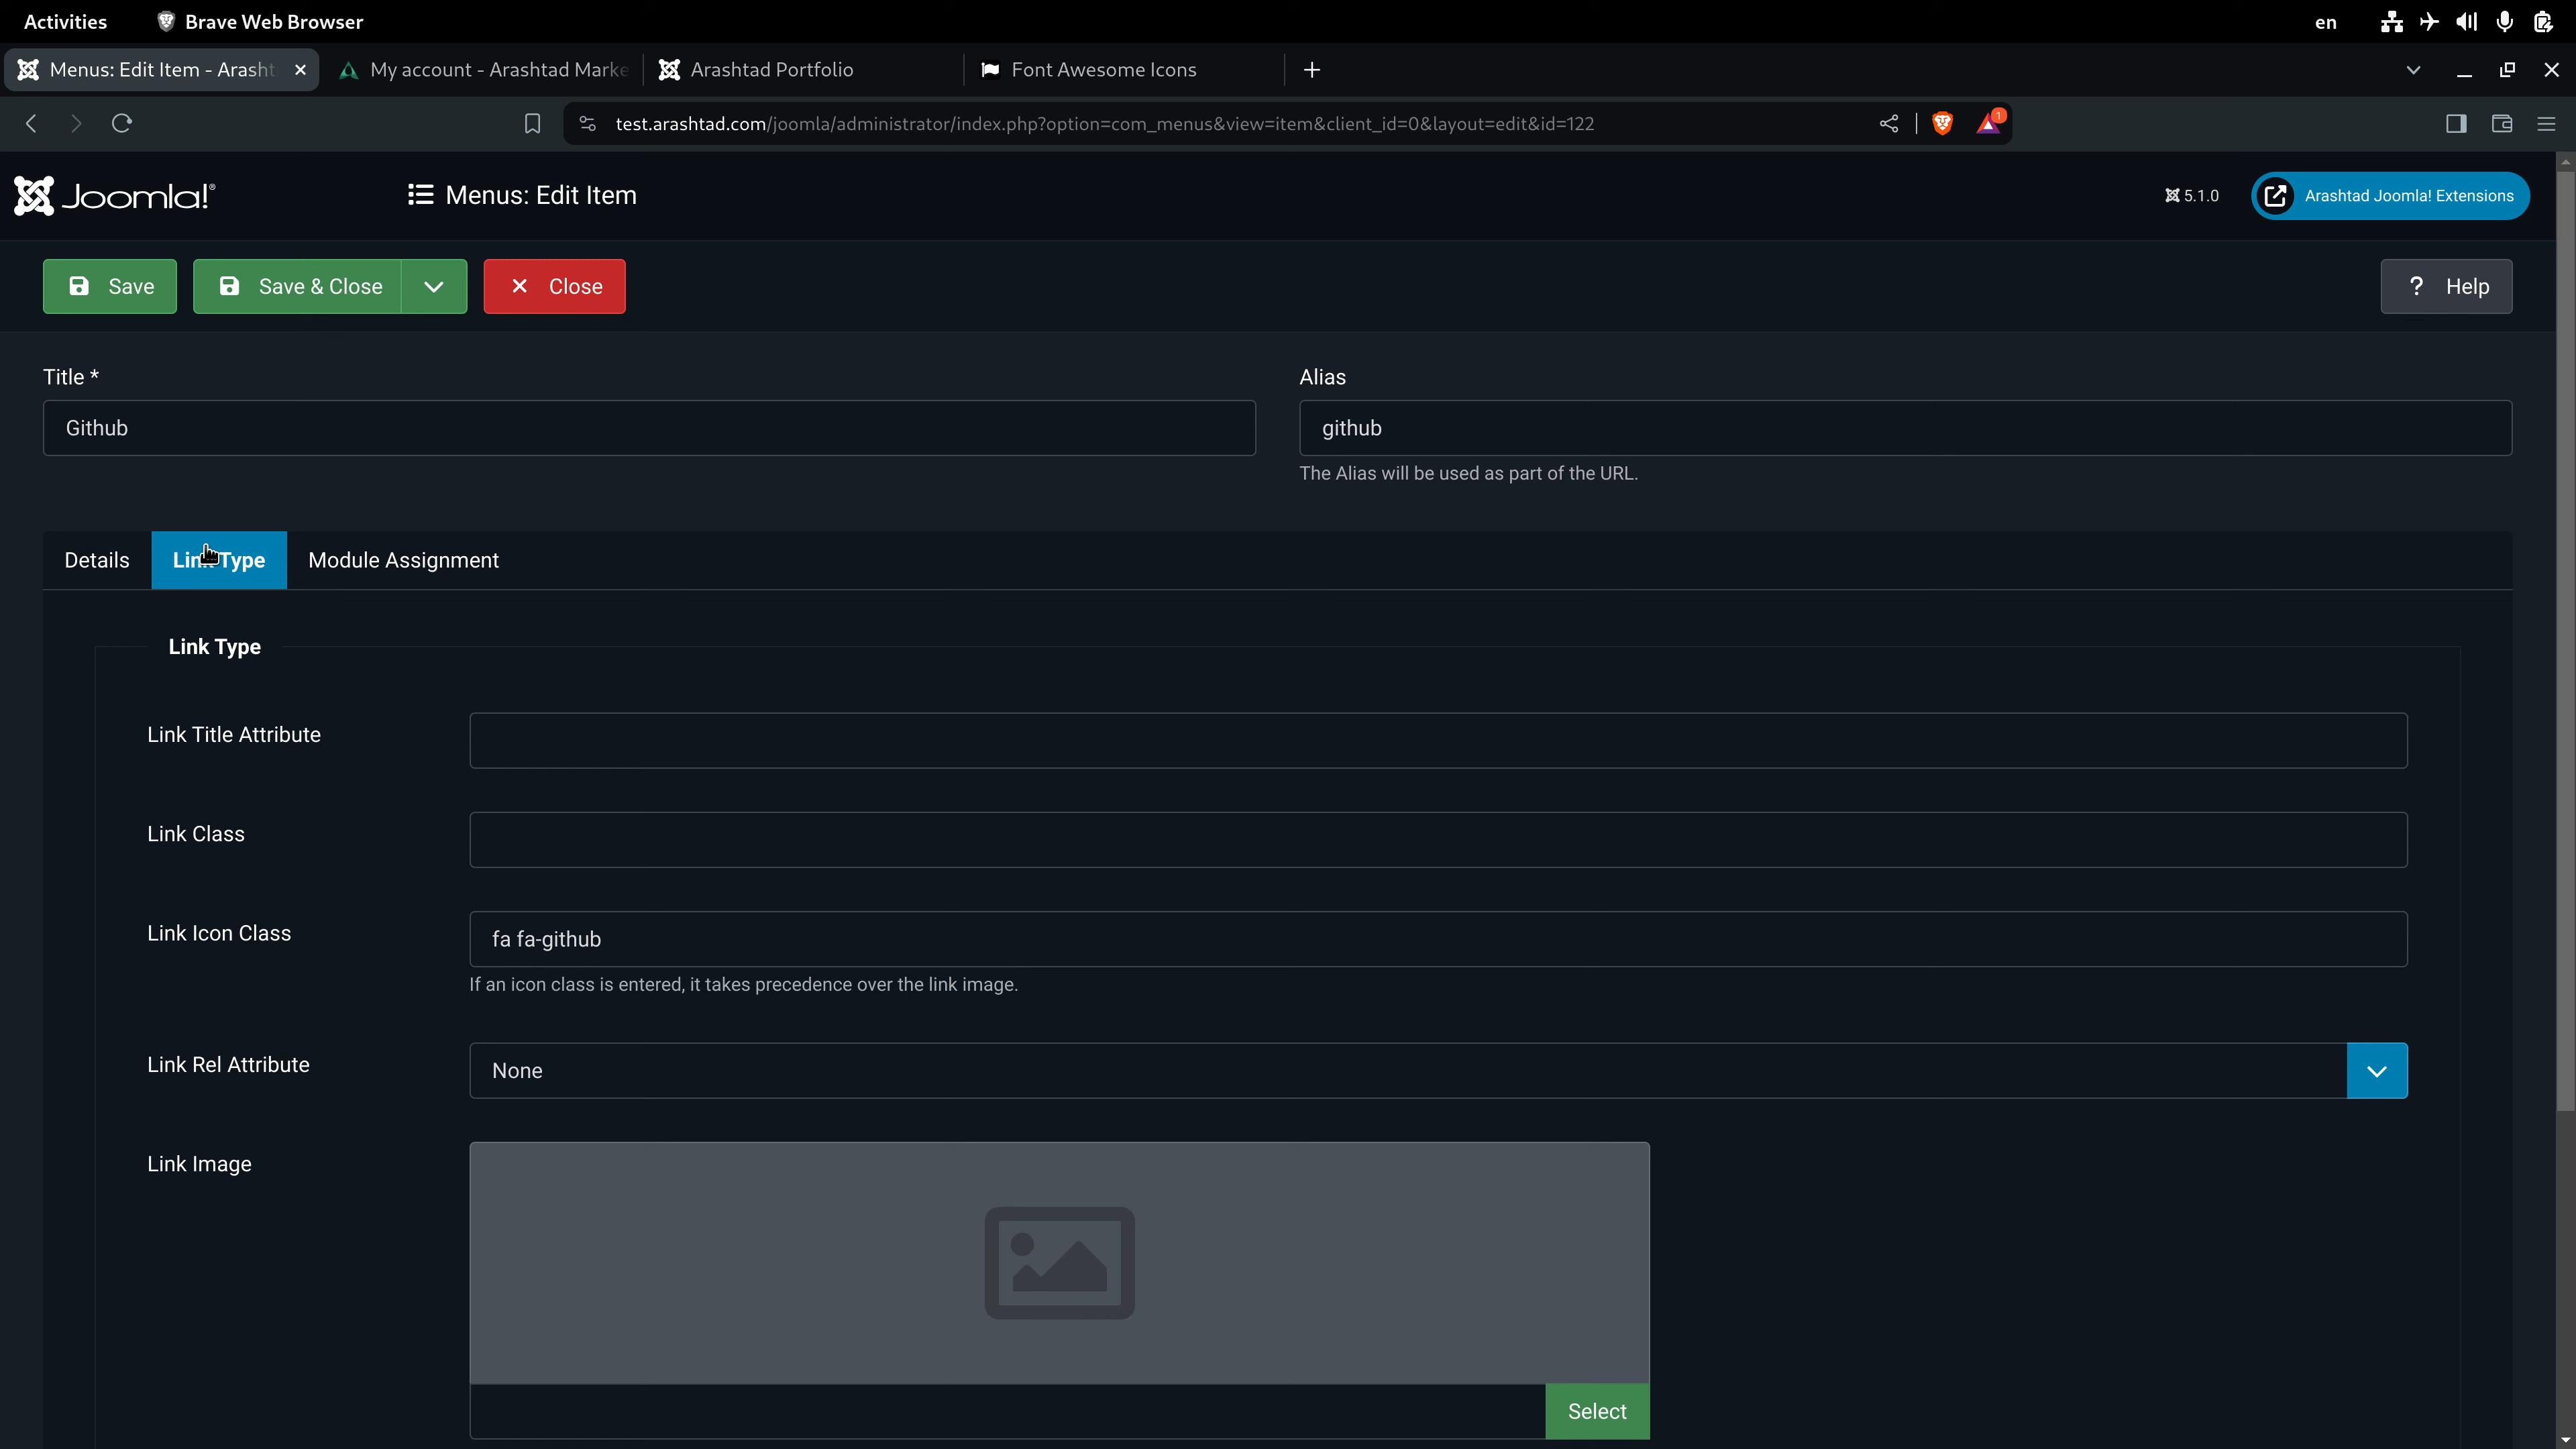 Activities
Brave Web Browser
en
Menus: Edit Item - Arasht
My account - Arashtad Marke
Arashtad Portfolio
Font Awesome Icons
test.arashtad.com/joomla/administrator/index.php?option=com_menus&view=item&client_id=0&layout=edit&id=122
1
Joomla!®
Menus: Edit Item
5.1.0
Arashtad Joomla! Extensions
Save
Save & Close
Close
? Help
Title *
Alias
Github
github
The Alias will be used as part of the URL.
Details
Link Type
Module Assignment
Link Type
Link Title Attribute
Link Class
Link Icon Class
fa fa-github
If an icon class is entered, it takes precedence over the link image.
Link Rel Attribute
None
Link Image
Select